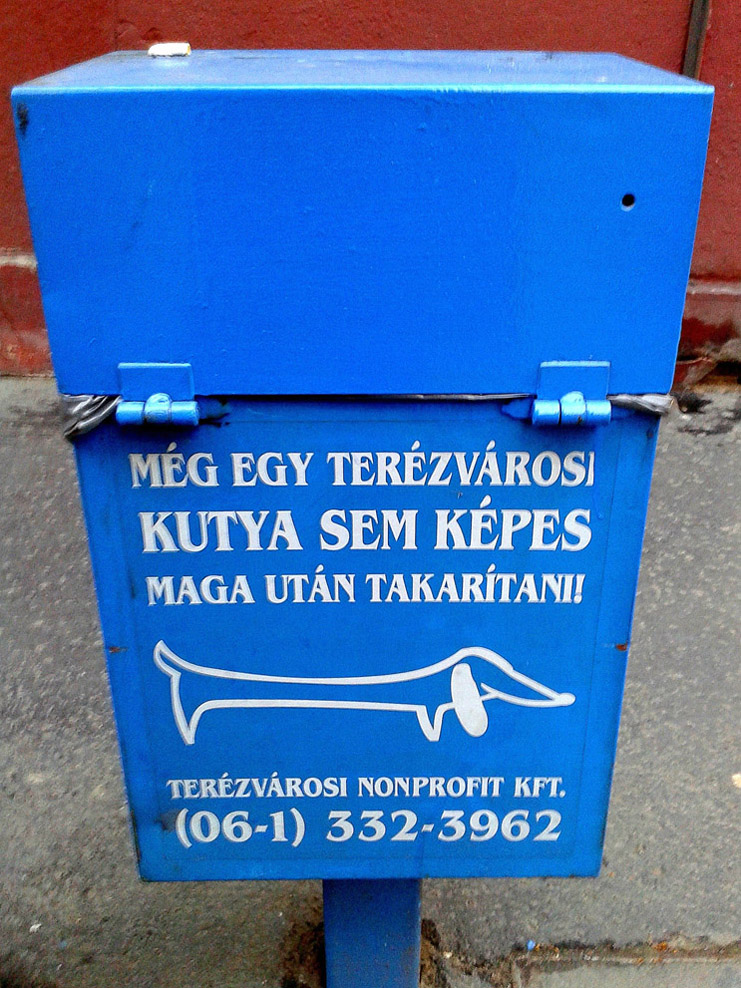 MÉG EGY TERÉZVÁROSI
KUTYA SEM KÉPES
MAGA UTÁN TAKARÍTANI!
TERÉZVÁROSI NONPROFIT KFT.
(06-1) 332-3962